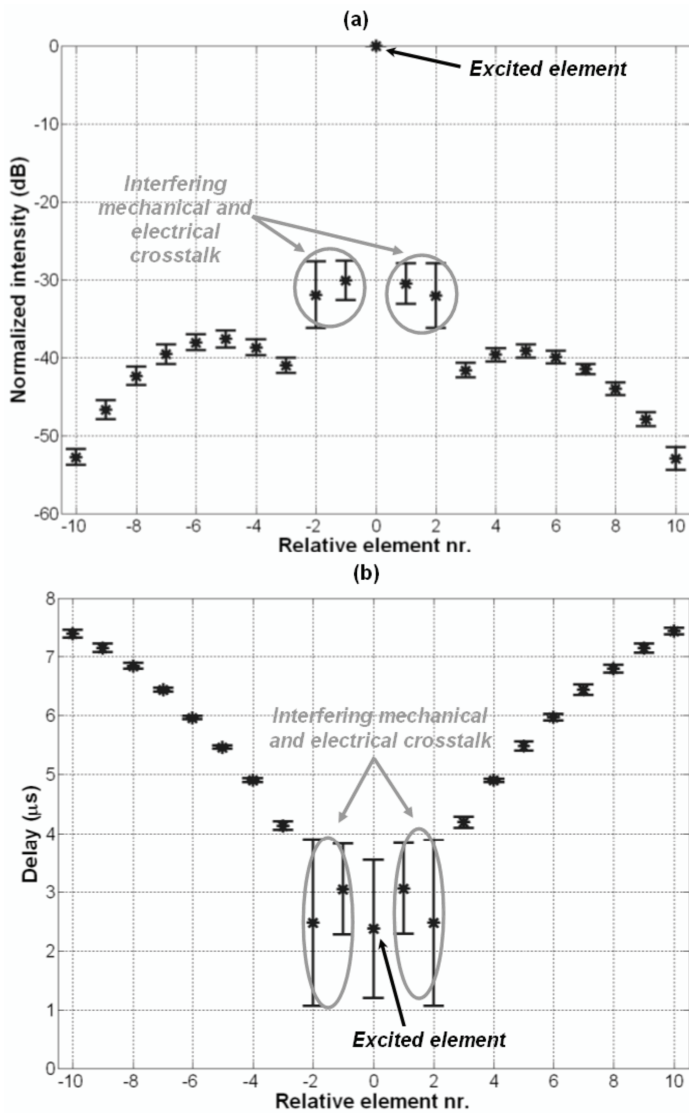 (a)
Normalized intensity (dB)
0
-10
-20
-30
-40
-50
-60
Excited element
Interfering
mechanical and
electrical
crosstalk
-10 -8 -6 -4 -2 0 2 4 6 8 10
Relative element nr.
(b)
Delay (μs)
8
7
6
5
4
3
2
1
0
Interfering mechanical
and electrical crosstalk
Excited element
-10 -8 -6 -4 -2 0 2 4 6 8 10
Relative element nr.